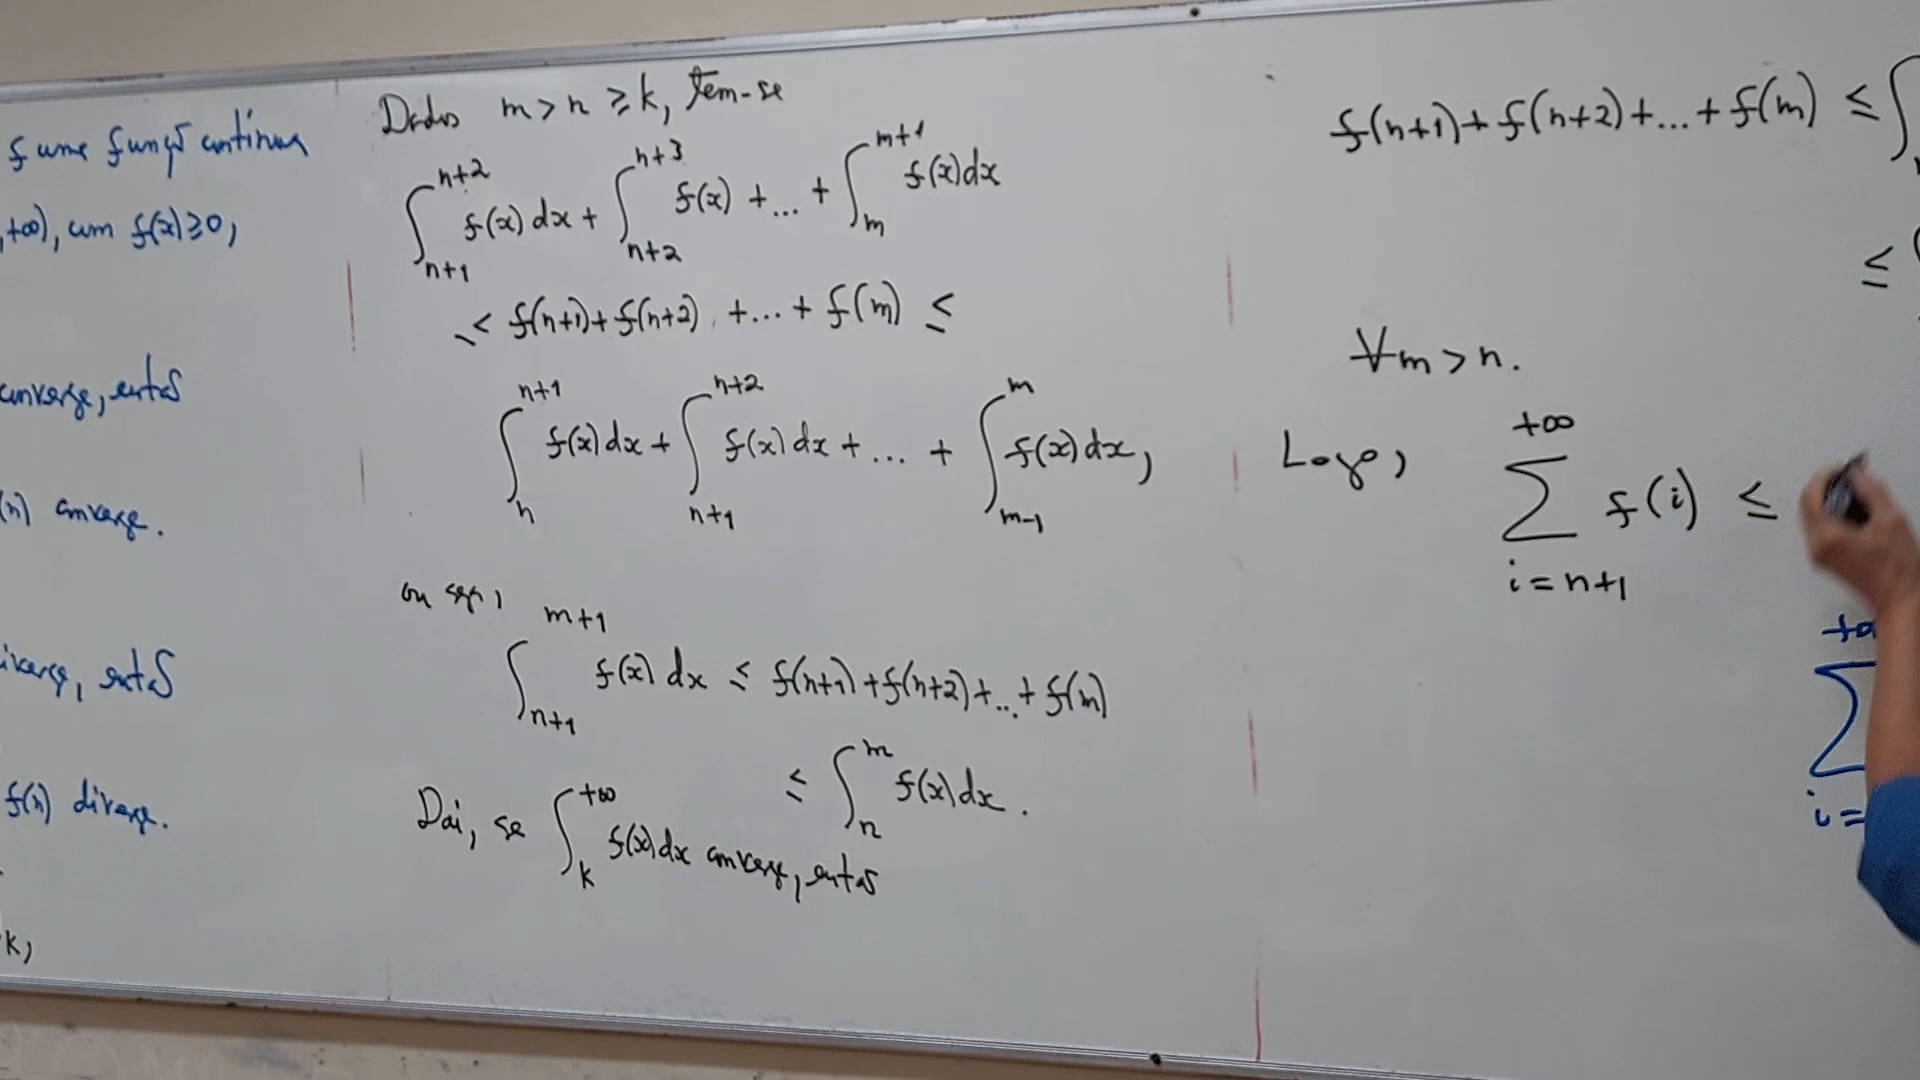 f uma função contínua
, +∞), com f(x) ≥ 0,
converge, então
(n) converge.
iverge, então
f(n) diverge.
k,
Dados m > n ≥ k, tem-se
∫_{n+1}^{n+2} f(x) dx + ∫_{n+2}^{n+3} f(x) + ... + ∫_{m}^{m+1} f(x) dx
≤ f(n+1) + f(n+2) + ... + f(m) ≤
∫_{n}^{n+1} f(x) dx + ∫_{n+1}^{n+2} f(x) dx + ... + ∫_{m-1}^{m} f(x) dx,
ou seja,
∫_{n+1}^{m+1} f(x) dx ≤ f(n+1) + f(n+2) + ... + f(m)
≤ ∫_{n}^{m} f(x) dx.
Daí, se ∫_{k}^{+∞} f(x) dx converge, então
f(n+1) + f(n+2) + ... + f(m) ≤ ∫
≤
∀ m > n.
Logo, ∑_{i=n+1}^{+∞} f(i) ≤
∑
i=